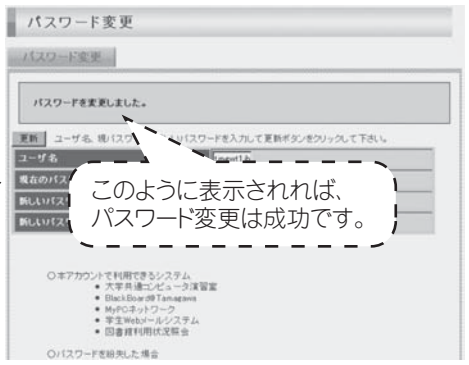 パスワード変更
パスワード変更
パスワードを変更しました。
更新 ユーザ名, 現パスワ パスワードを入力して更新ボタンをクリックして下さい。
ユーザ名
現在のパス
新しいパス
新しいパス
このように表示されれば、
パスワード変更は成功です。
○本アカウントで利用できるシステム
• 大学共通コンピュータ演習室
• BlackBoard@Tamagawa
• MyPCネットワーク
• 学生Webメールシステム
• 図書館利用状況照会
○パスワードを紛失した場合